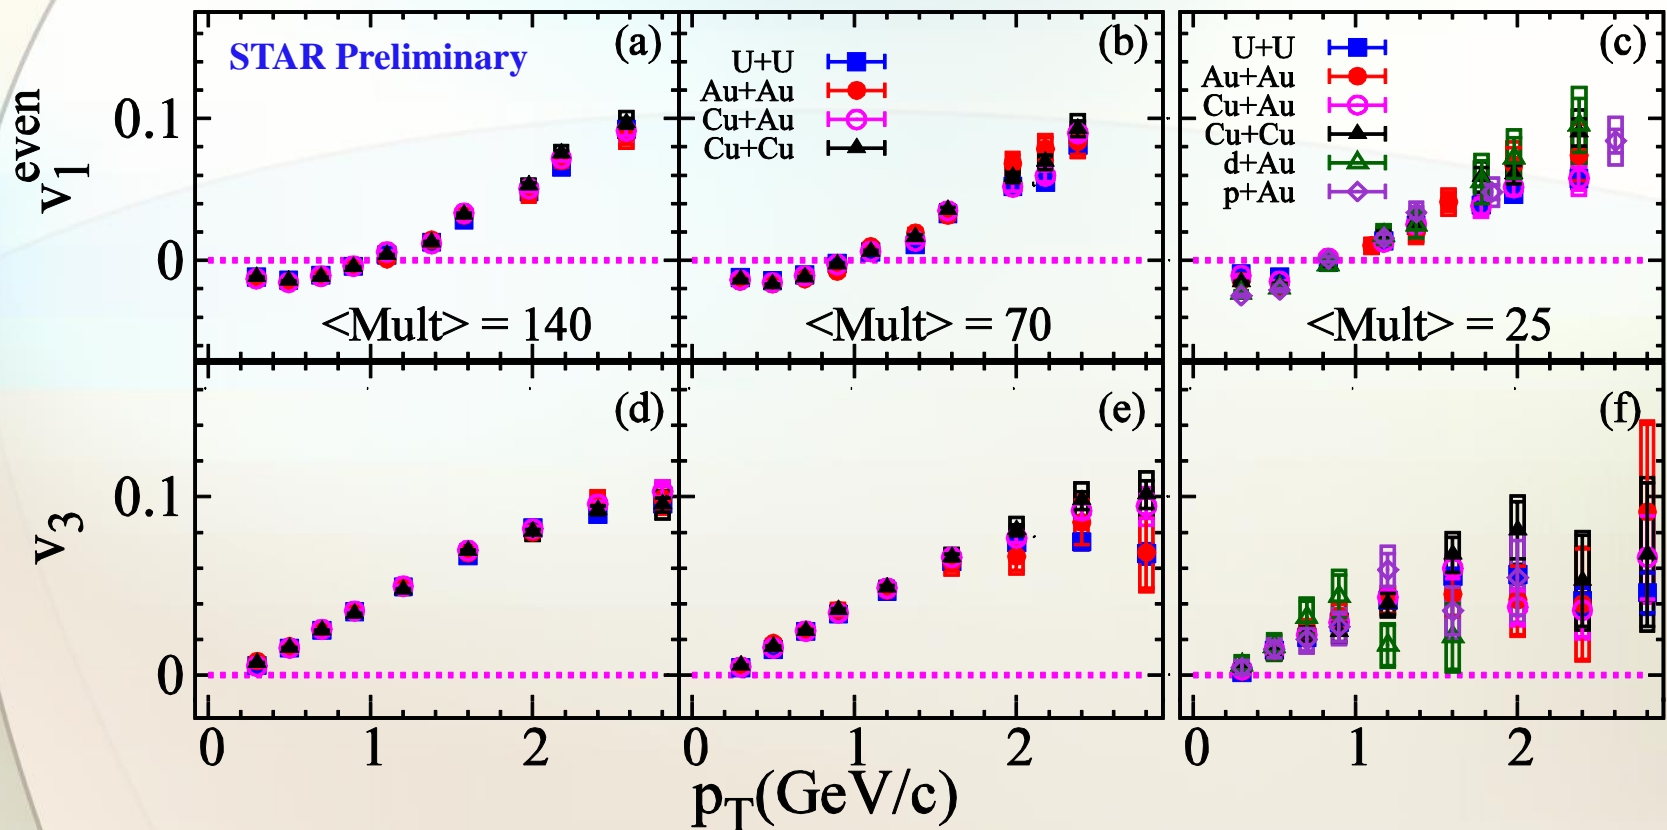 STAR Preliminary
(a)
(b)
(c)
U+U
Au+Au
Cu+Au
Cu+Cu
U+U
Au+Au
Cu+Au
Cu+Cu
d+Au
p+Au
v1even
0.1
0
<Mult> = 140
<Mult> = 70
<Mult> = 25
(d)
(e)
(f)
v3
0.1
0
0 1 2
0 1 2
0 1 2
pT(GeV/c)